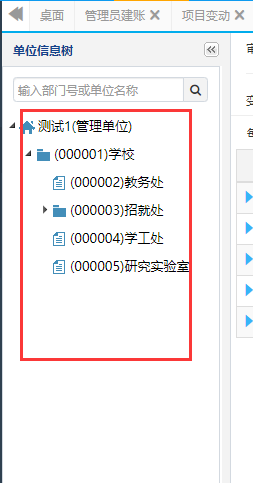 桌面 管理员建账 项目变动
单位信息树
输入部门号或单位名称
测试1(管理单位)
(000001)学校
(000002)教务处
(000003)招就处
(000004)学工处
(000005)研究实验室